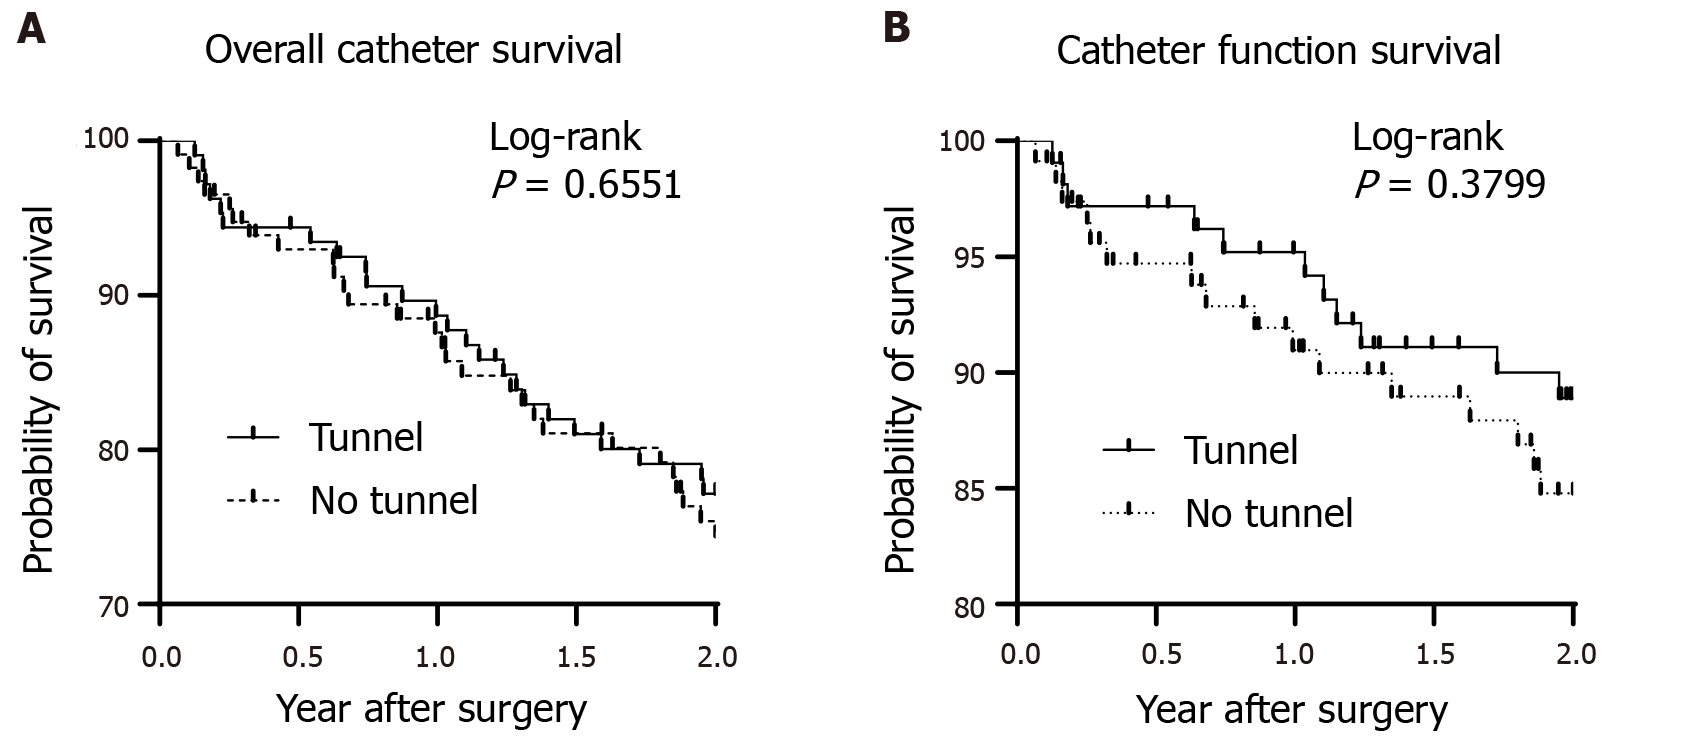 A
Overall catheter survival
Log-rank
P = 0.6551
Probability of survival
100
90
80
70
Tunnel
No tunnel
0.0 0.5 1.0 1.5 2.0
Year after surgery
B
Catheter function survival
Log-rank
P = 0.3799
Probability of survival
100
95
90
85
80
Tunnel
No tunnel
0.0 0.5 1.0 1.5 2.0
Year after surgery